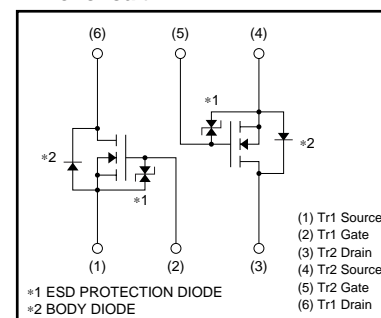 (6) (5) (4)
∗1
∗2
∗2
∗1
(1) (2) (3)
(1) Tr1 Source
(2) Tr1 Gate
(3) Tr2 Drain
(4) Tr2 Source
(5) Tr2 Gate
(6) Tr1 Drain
∗1 ESD PROTECTION DIODE
∗2 BODY DIODE